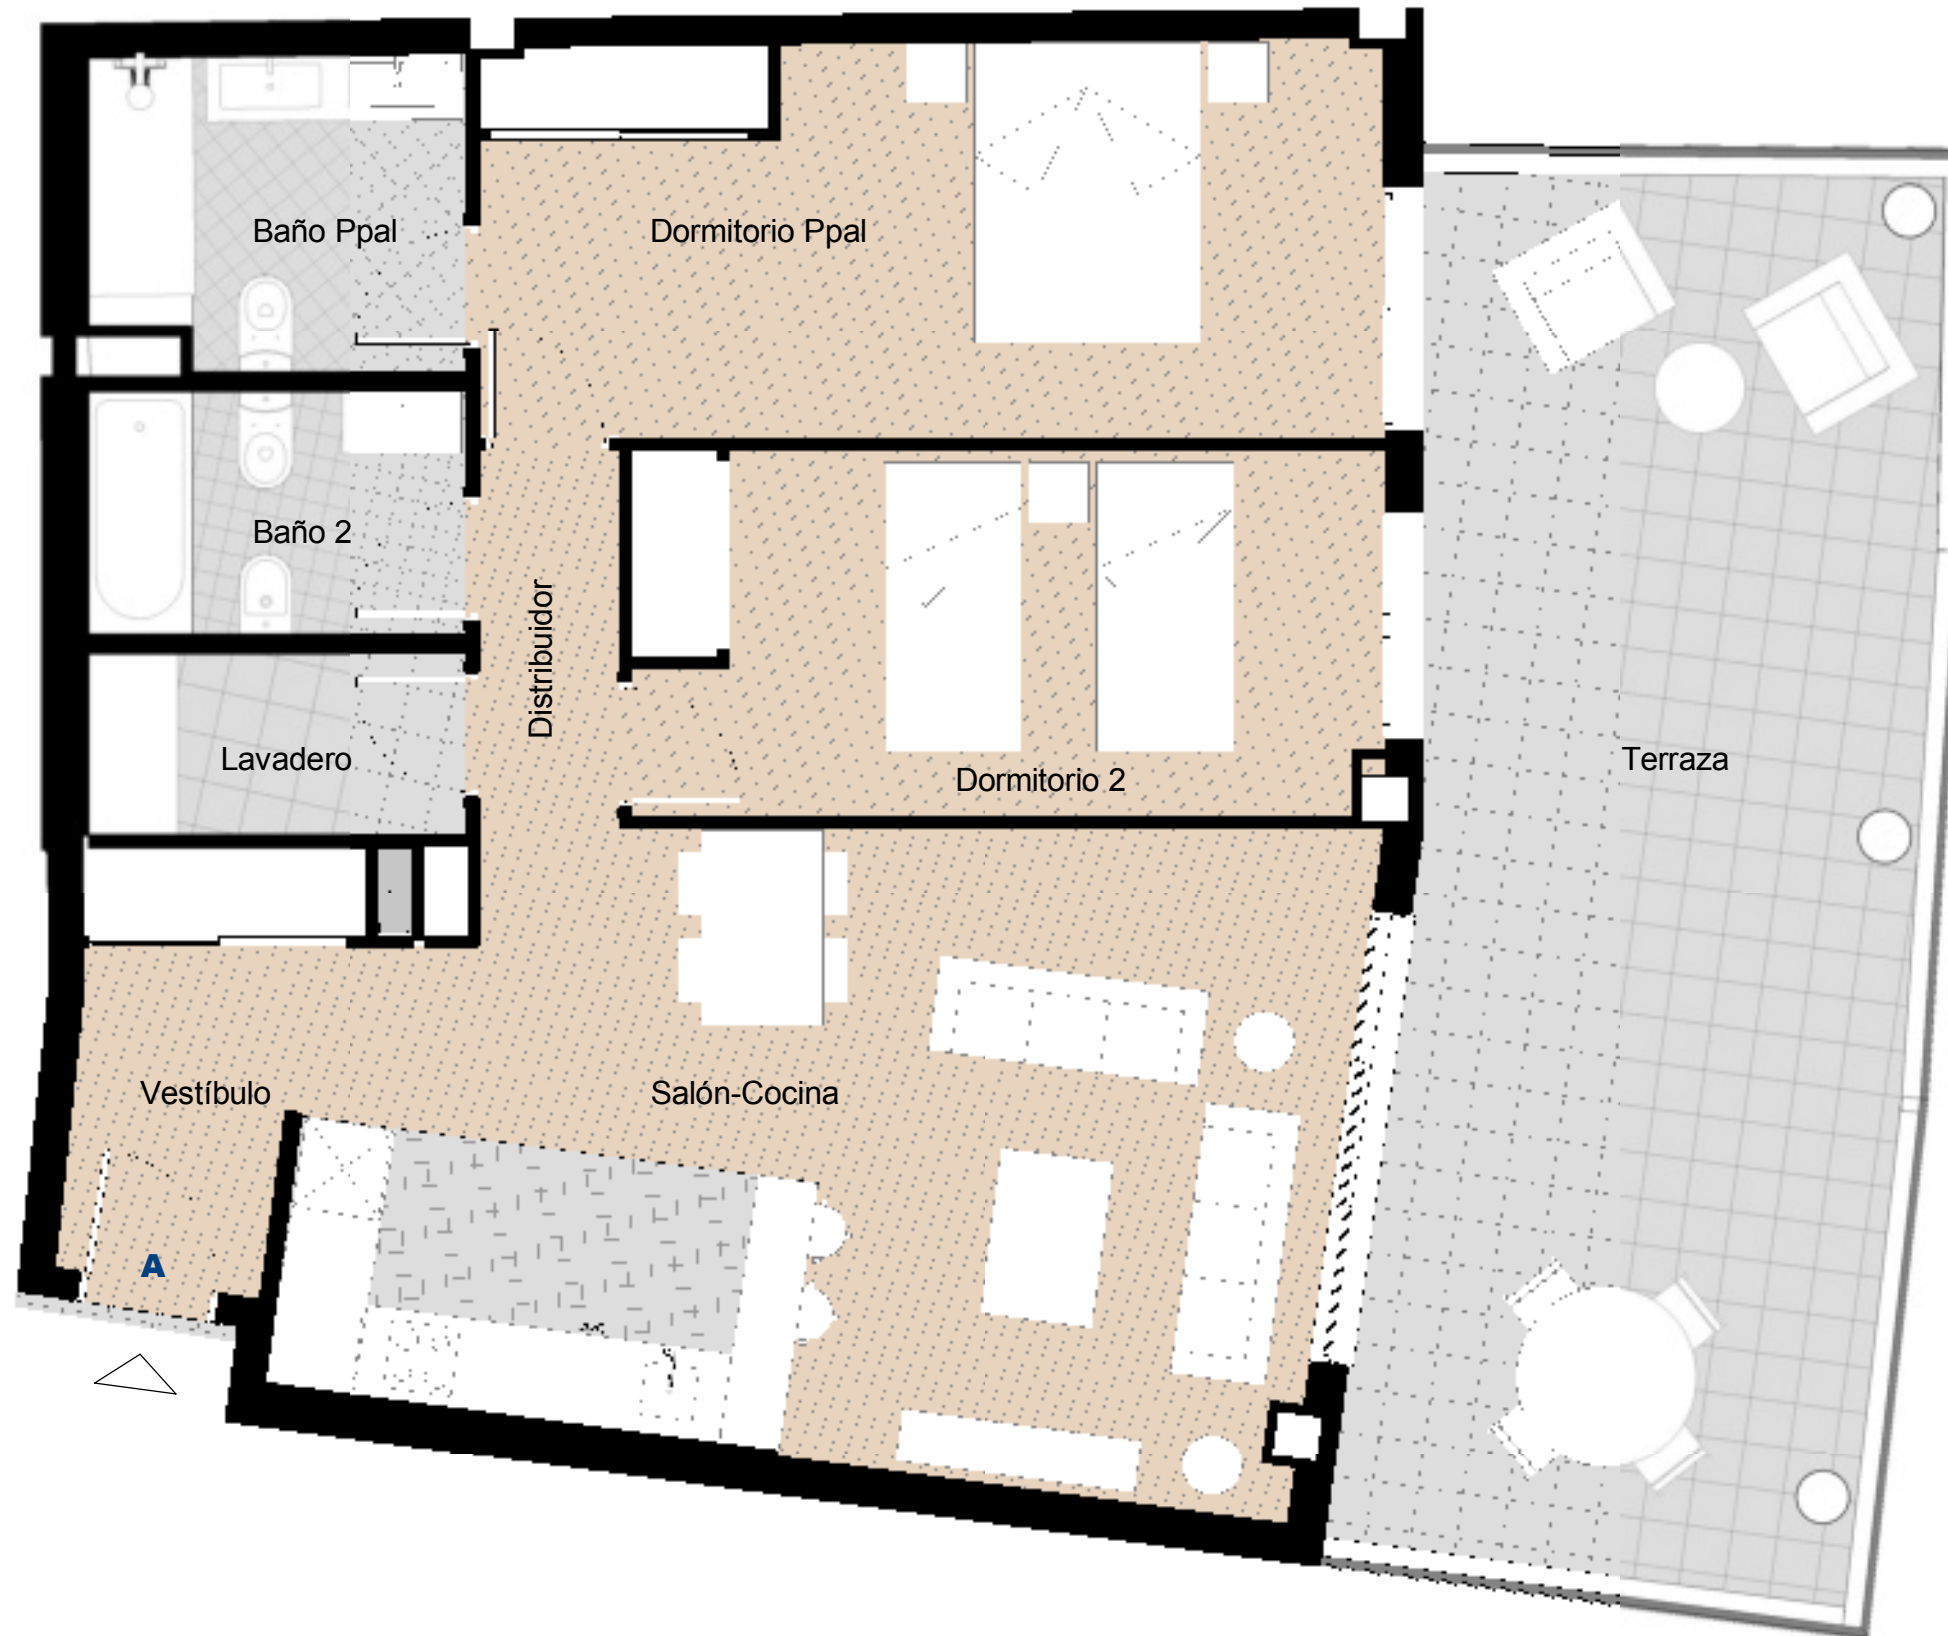 Baño Ppal
Dormitorio Ppal
Baño 2
Distribuidor
Lavadero
Dormitorio 2
Terraza
Vestíbulo
Salón-Cocina
A